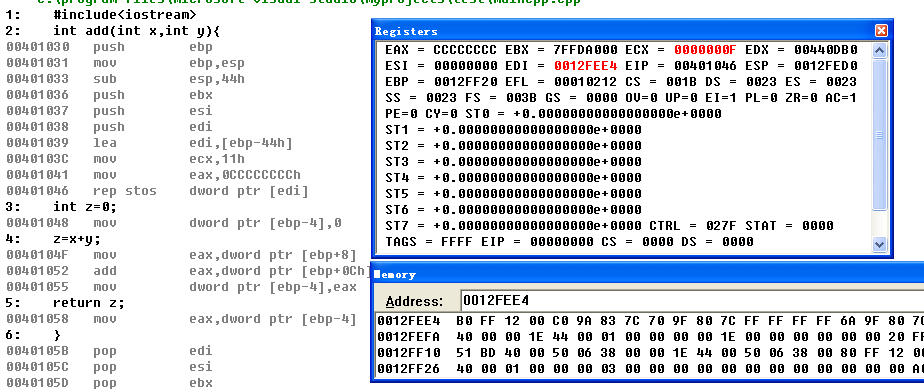 c:\program files\microsoft visual studio\myprojects\test\maincpp.cpp
1: #include<iostream>
2: int add(int x,int y){
00401030 push ebp
00401031 mov ebp,esp
00401033 sub esp,44h
00401036 push ebx
00401037 push esi
00401038 push edi
00401039 lea edi,[ebp-44h]
0040103C mov ecx,11h
00401041 mov eax,0CCCCCCCCh
00401046 rep stos dword ptr [edi]
3: int z=0;
00401048 mov dword ptr [ebp-4],0
4: z=x+y;
0040104F mov eax,dword ptr [ebp+8]
00401052 add eax,dword ptr [ebp+0Ch]
00401055 mov dword ptr [ebp-4],eax
5: return z;
00401058 mov eax,dword ptr [ebp-4]
6: }
0040105B pop edi
0040105C pop esi
0040105D pop ebx
Registers
EAX = CCCCCCCC EBX = 7FFDA000 ECX = 0000000F EDX = 00440DB0
ESI = 00000000 EDI = 0012FEE4 EIP = 00401046 ESP = 0012FED0
EBP = 0012FF20 EFL = 00010212 CS = 001B DS = 0023 ES = 0023
SS = 0023 FS = 003B GS = 0000 OV=0 UP=0 EI=1 PL=0 ZR=0 AC=1
PE=0 CY=0 ST0 = +0.00000000000000000e+0000
ST1 = +0.00000000000000000e+0000
ST2 = +0.00000000000000000e+0000
ST3 = +0.00000000000000000e+0000
ST4 = +0.00000000000000000e+0000
ST5 = +0.00000000000000000e+0000
ST6 = +0.00000000000000000e+0000
ST7 = +0.00000000000000000e+0000 CTRL = 027F STAT = 0000
TAGS = FFFF EIP = 00000000 CS = 0000 DS = 0000
Memory
Address: 0012FEE4
0012FEE4 B0 FF 12 00 C0 9A 83 7C 70 9F 80 7C FF FF FF FF 6A 9F 80 7C
0012FEFA 40 00 00 1E 44 00 01 00 00 00 00 1E 00 00 00 00 00 00 20 FF
0012FF10 51 BD 40 00 50 06 38 00 00 1E 44 00 50 06 38 00 80 FF 12 00
0012FF26 40 00 01 00 00 00 03 00 00 00 00 00 00 00 00 00 00 00 00